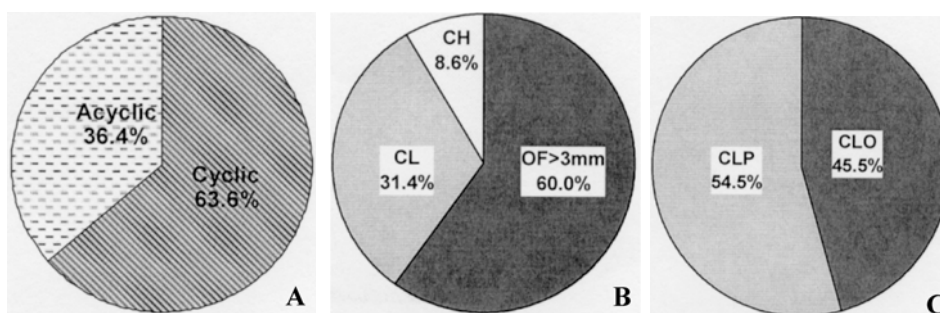 Acyclic
36.4%
Cyclic
63.6%
A
CH
8.6%
CL
31.4%
OF>3mm
60.0%
B
CLP
54.5%
CLO
45.5%
C